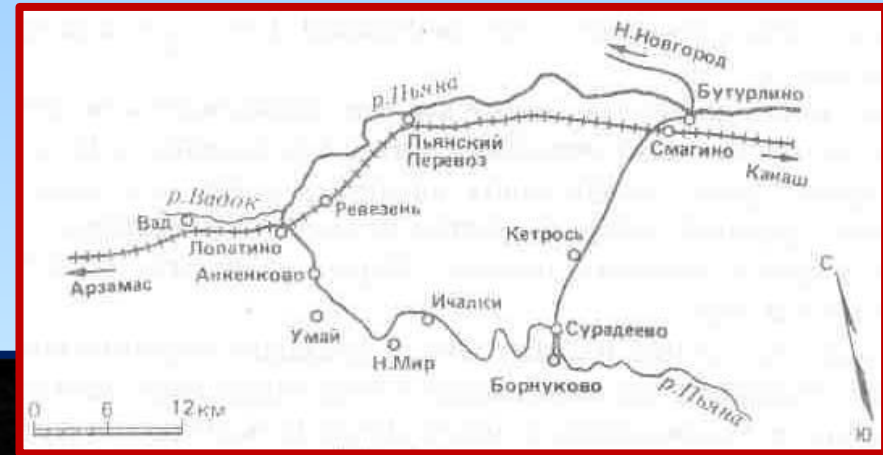 Н.Новгород
р.Пьяна
Бутурлино
Пьянский
Перевоз
Смагино
Канаш
р.Вадок
Ревезень
Вад
Лопатино
Кетрось
С
Анненково
Арзамас
Ичалки
Умай
Сурадеево
Н.Мир
Борнуково
р.Пьяна
0 6 12км
Ю